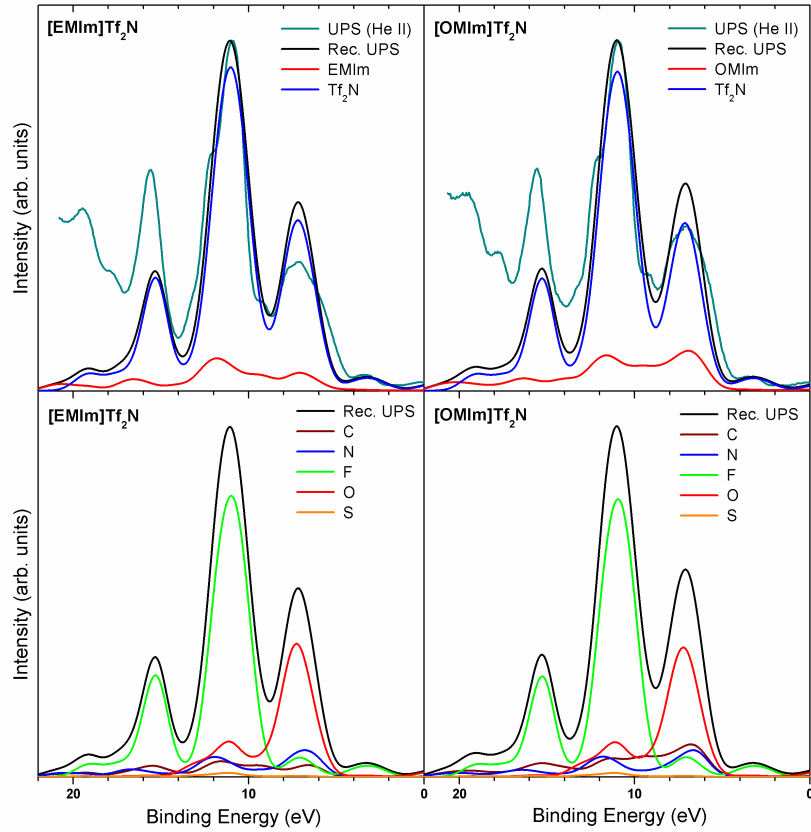 [EMIm]Tf₂N
UPS (He II)
Rec. UPS
EMIm
Tf₂N
[OMIm]Tf₂N
UPS (He II)
Rec. UPS
OMIm
Tf₂N
Intensity (arb. units)
[EMIm]Tf₂N
Rec. UPS
C
N
F
O
S
[OMIm]Tf₂N
Rec. UPS
C
N
F
O
S
Intensity (arb. units)
20 10 0 20 10 0
Binding Energy (eV) Binding Energy (eV)